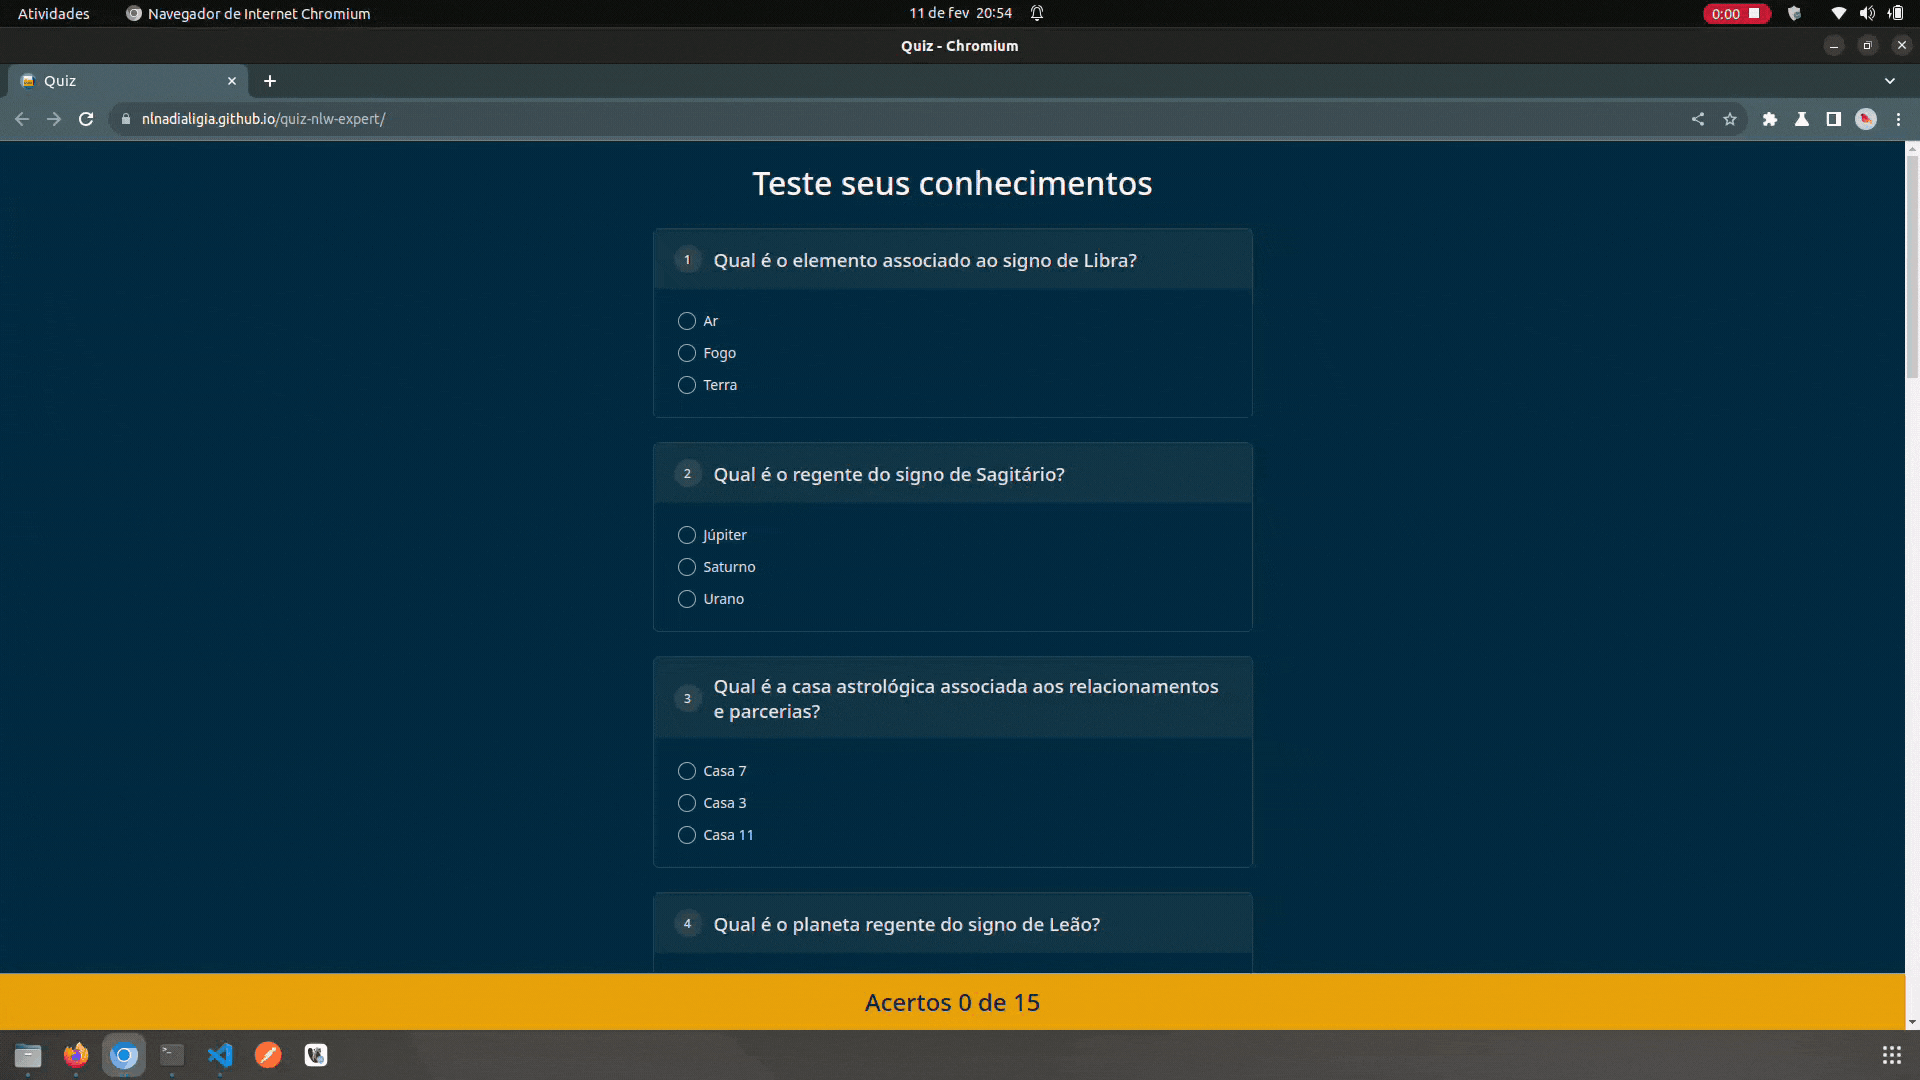 Atividades
Navegador de Internet Chromium
11 de fev 20:54
0:00
Quiz - Chromium
Quiz
nlnadialigia.github.io/quiz-nlw-expert/
Teste seus conhecimentos
1 Qual é o elemento associado ao signo de Libra?
Ar
Fogo
Terra
2 Qual é o regente do signo de Sagitário?
Júpiter
Saturno
Urano
3 Qual é a casa astrológica associada aos relacionamentos
e parcerias?
Casa 7
Casa 3
Casa 11
4 Qual é o planeta regente do signo de Leão?
Acertos 0 de 15